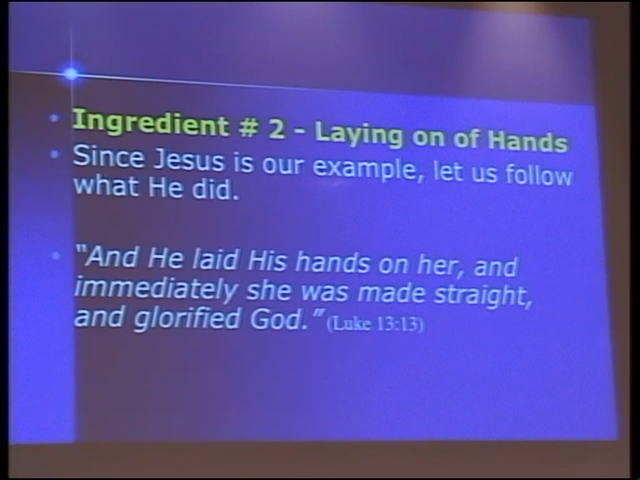 • Ingredient # 2 - Laying on of Hands
• Since Jesus is our example, let us follow
what He did.
• "And He laid His hands on her, and
immediately she was made straight,
and glorified God." (Luke 13:13)